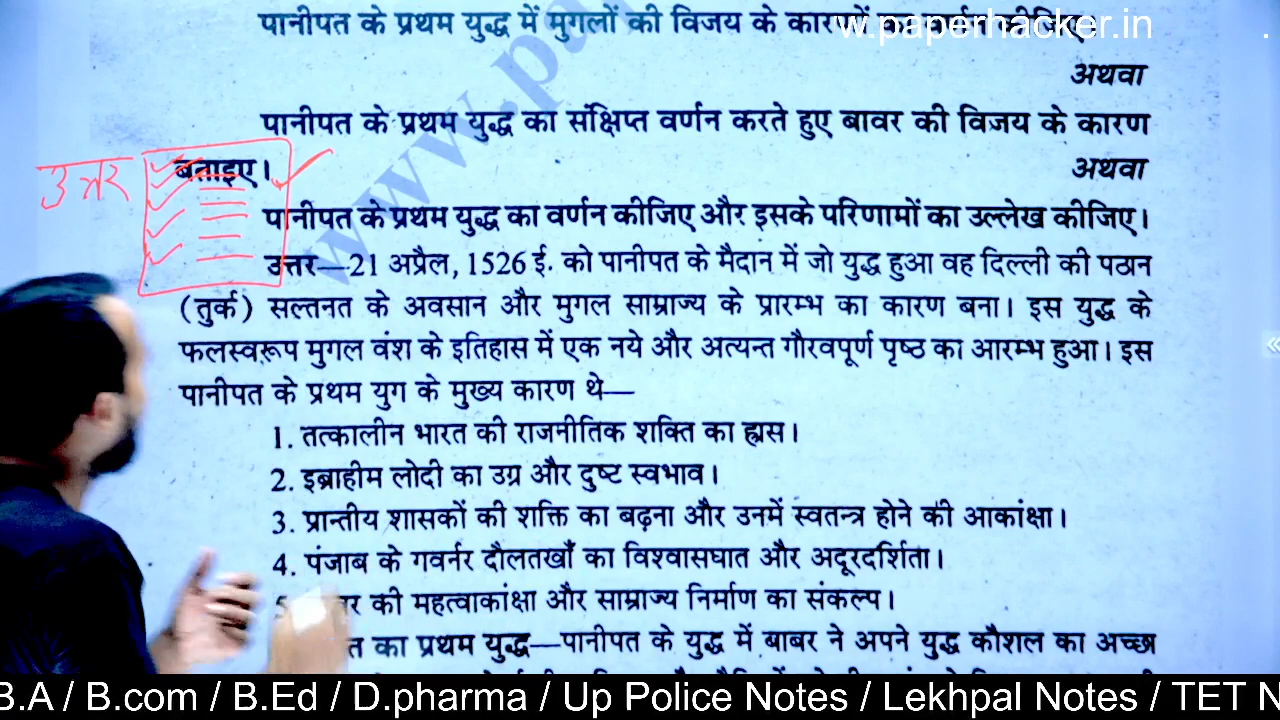 पानीपत के प्रथम युद्ध में मुगलों की विजय के कारणों का वर्णन कीजिए।
w.paperhacker.in
अथवा
पानीपत के प्रथम युद्ध का संक्षिप्त वर्णन करते हुए बाबर की विजय के कारण
उत्तर
बताइए।
अथवा
पानीपत के प्रथम युद्ध का वर्णन कीजिए और इसके परिणामों का उल्लेख कीजिए।
उत्तर—21 अप्रैल, 1526 ई. को पानीपत के मैदान में जो युद्ध हुआ वह दिल्ली की पठान
(तुर्क) सल्तनत के अवसान और मुगल साम्राज्य के प्रारम्भ का कारण बना। इस युद्ध के
फलस्वरूप मुगल वंश के इतिहास में एक नये और अत्यन्त गौरवपूर्ण पृष्ठ का आरम्भ हुआ। इस
पानीपत के प्रथम युग के मुख्य कारण थे—
1. तत्कालीन भारत की राजनीतिक शक्ति का ह्रास।
2. इब्राहीम लोदी का उग्र और दुष्ट स्वभाव।
3. प्रान्तीय शासकों की शक्ति का बढ़ना और उनमें स्वतन्त्र होने की आकांक्षा।
4. पंजाब के गवर्नर दौलतखाँ का विश्वासघात और अदूरदर्शिता।
की महत्वाकांक्षा और साम्राज्य निर्माण का संकल्प।
का प्रथम युद्ध—पानीपत के युद्ध में बाबर ने अपने युद्ध कौशल का अच्छा
www.pa
B.A / B.com / B.Ed / D.pharma / Up Police Notes / Lekhpal Notes / TET N